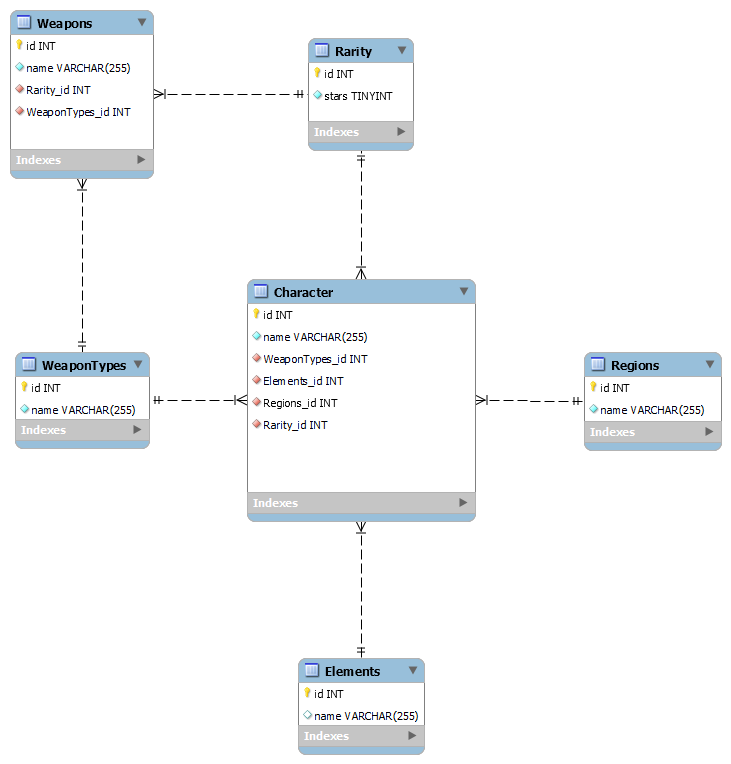 Weapons
id INT
name VARCHAR(255)
Rarity_id INT
WeaponTypes_id INT
Indexes
Rarity
id INT
stars TINYINT
Indexes
Character
id INT
name VARCHAR(255)
WeaponTypes_id INT
Elements_id INT
Regions_id INT
Rarity_id INT
Indexes
WeaponTypes
id INT
name VARCHAR(255)
Indexes
Regions
id INT
name VARCHAR(255)
Indexes
Elements
id INT
name VARCHAR(255)
Indexes